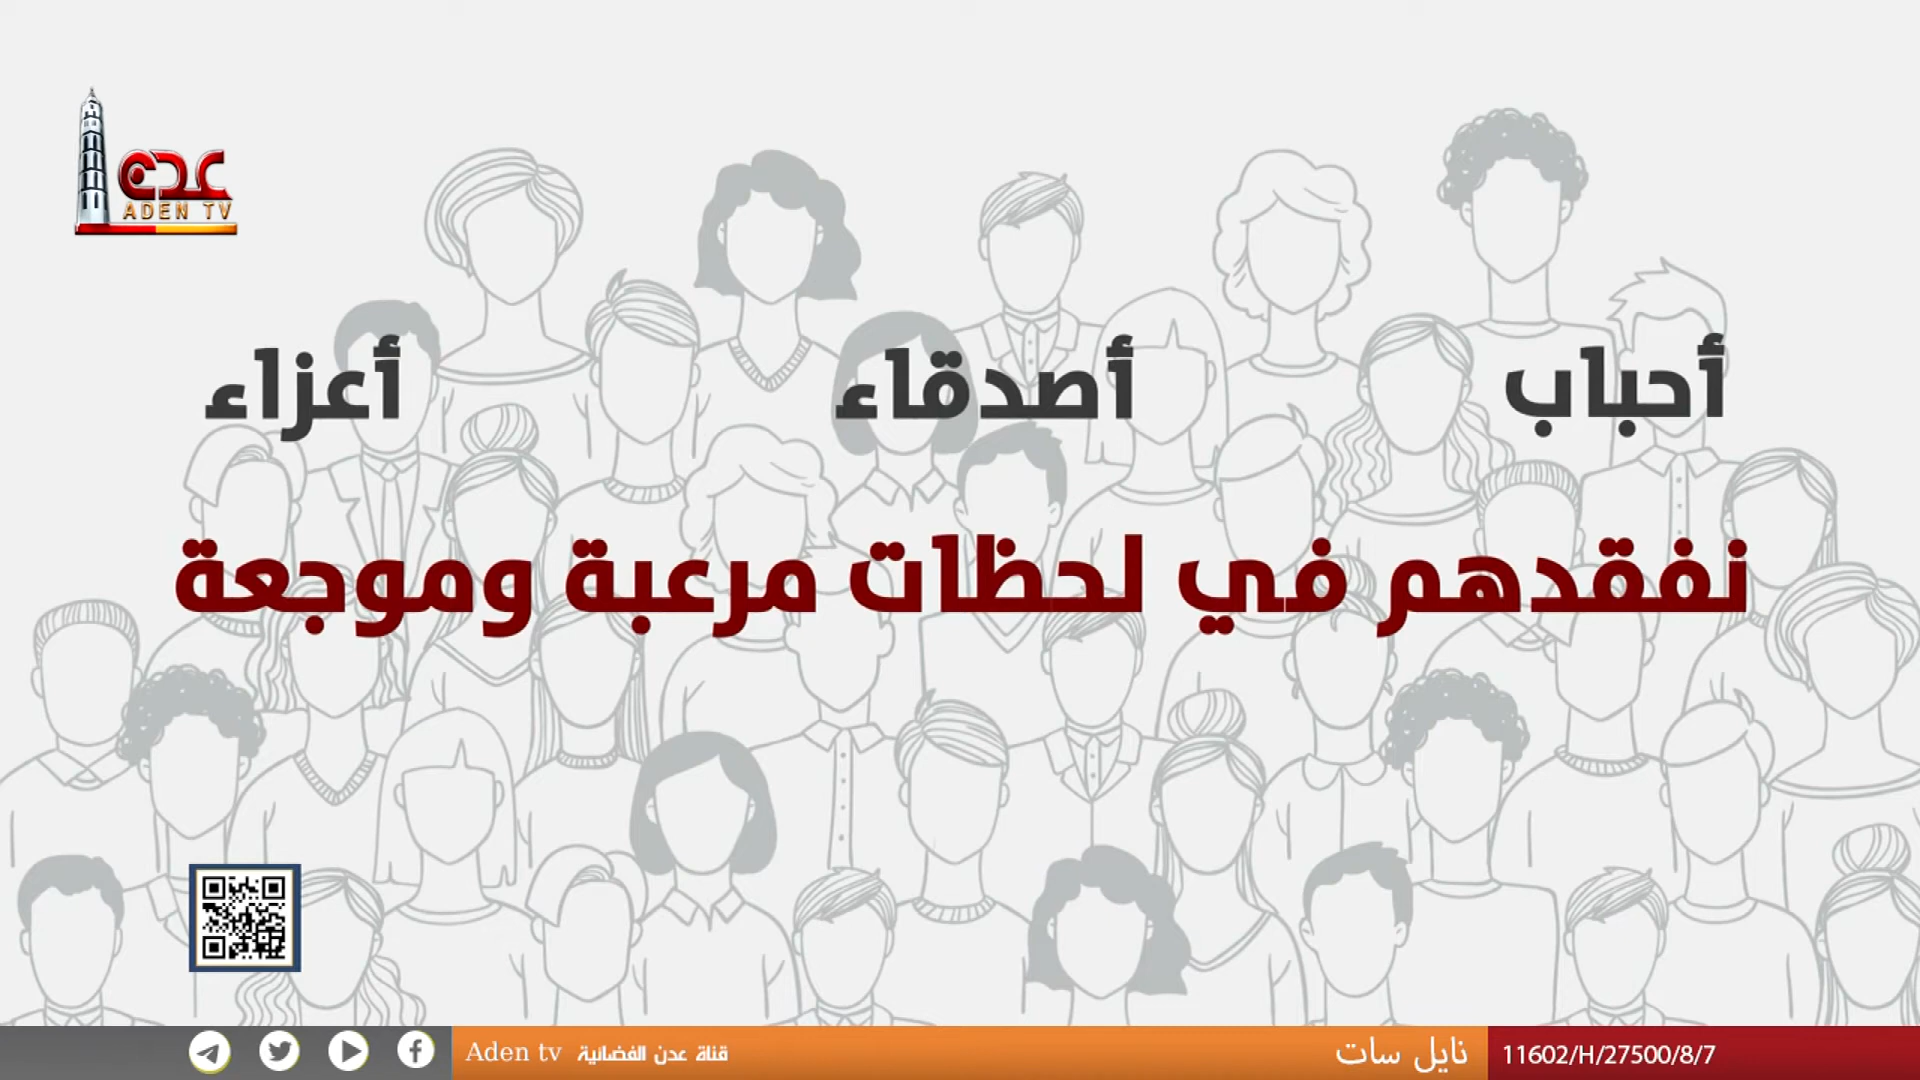 عدن
ADEN TV
أحباب أصدقاء أعزاء
نفقدهم في لحظات مرعبة وموجعة
Aden tv قناة عدن الفضائية
نايل سات
11602/H/27500/8/7